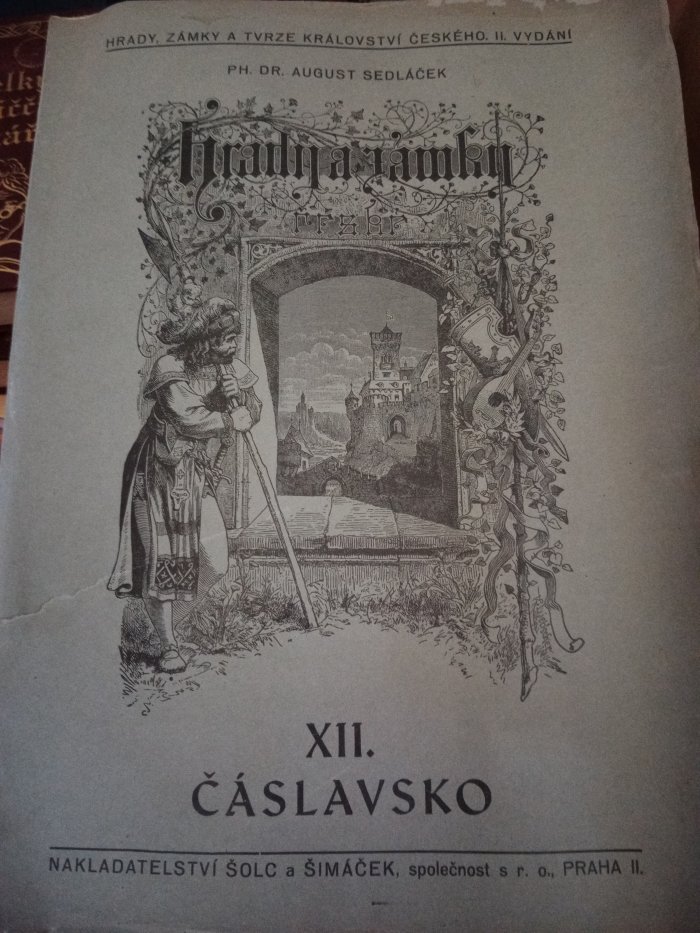 HRADY, ZÁMKY A TVRZE KRÁLOVSTVÍ ČESKÉHO. II. VYDÁNÍ
PH. DR. AUGUST SEDLÁČEK
Hrady a zámky
XII.
ČÁSLAVSKO
NAKLADATELSTVÍ ŠOLC a ŠIMÁČEK, společnost s r. o., PRAHA II.